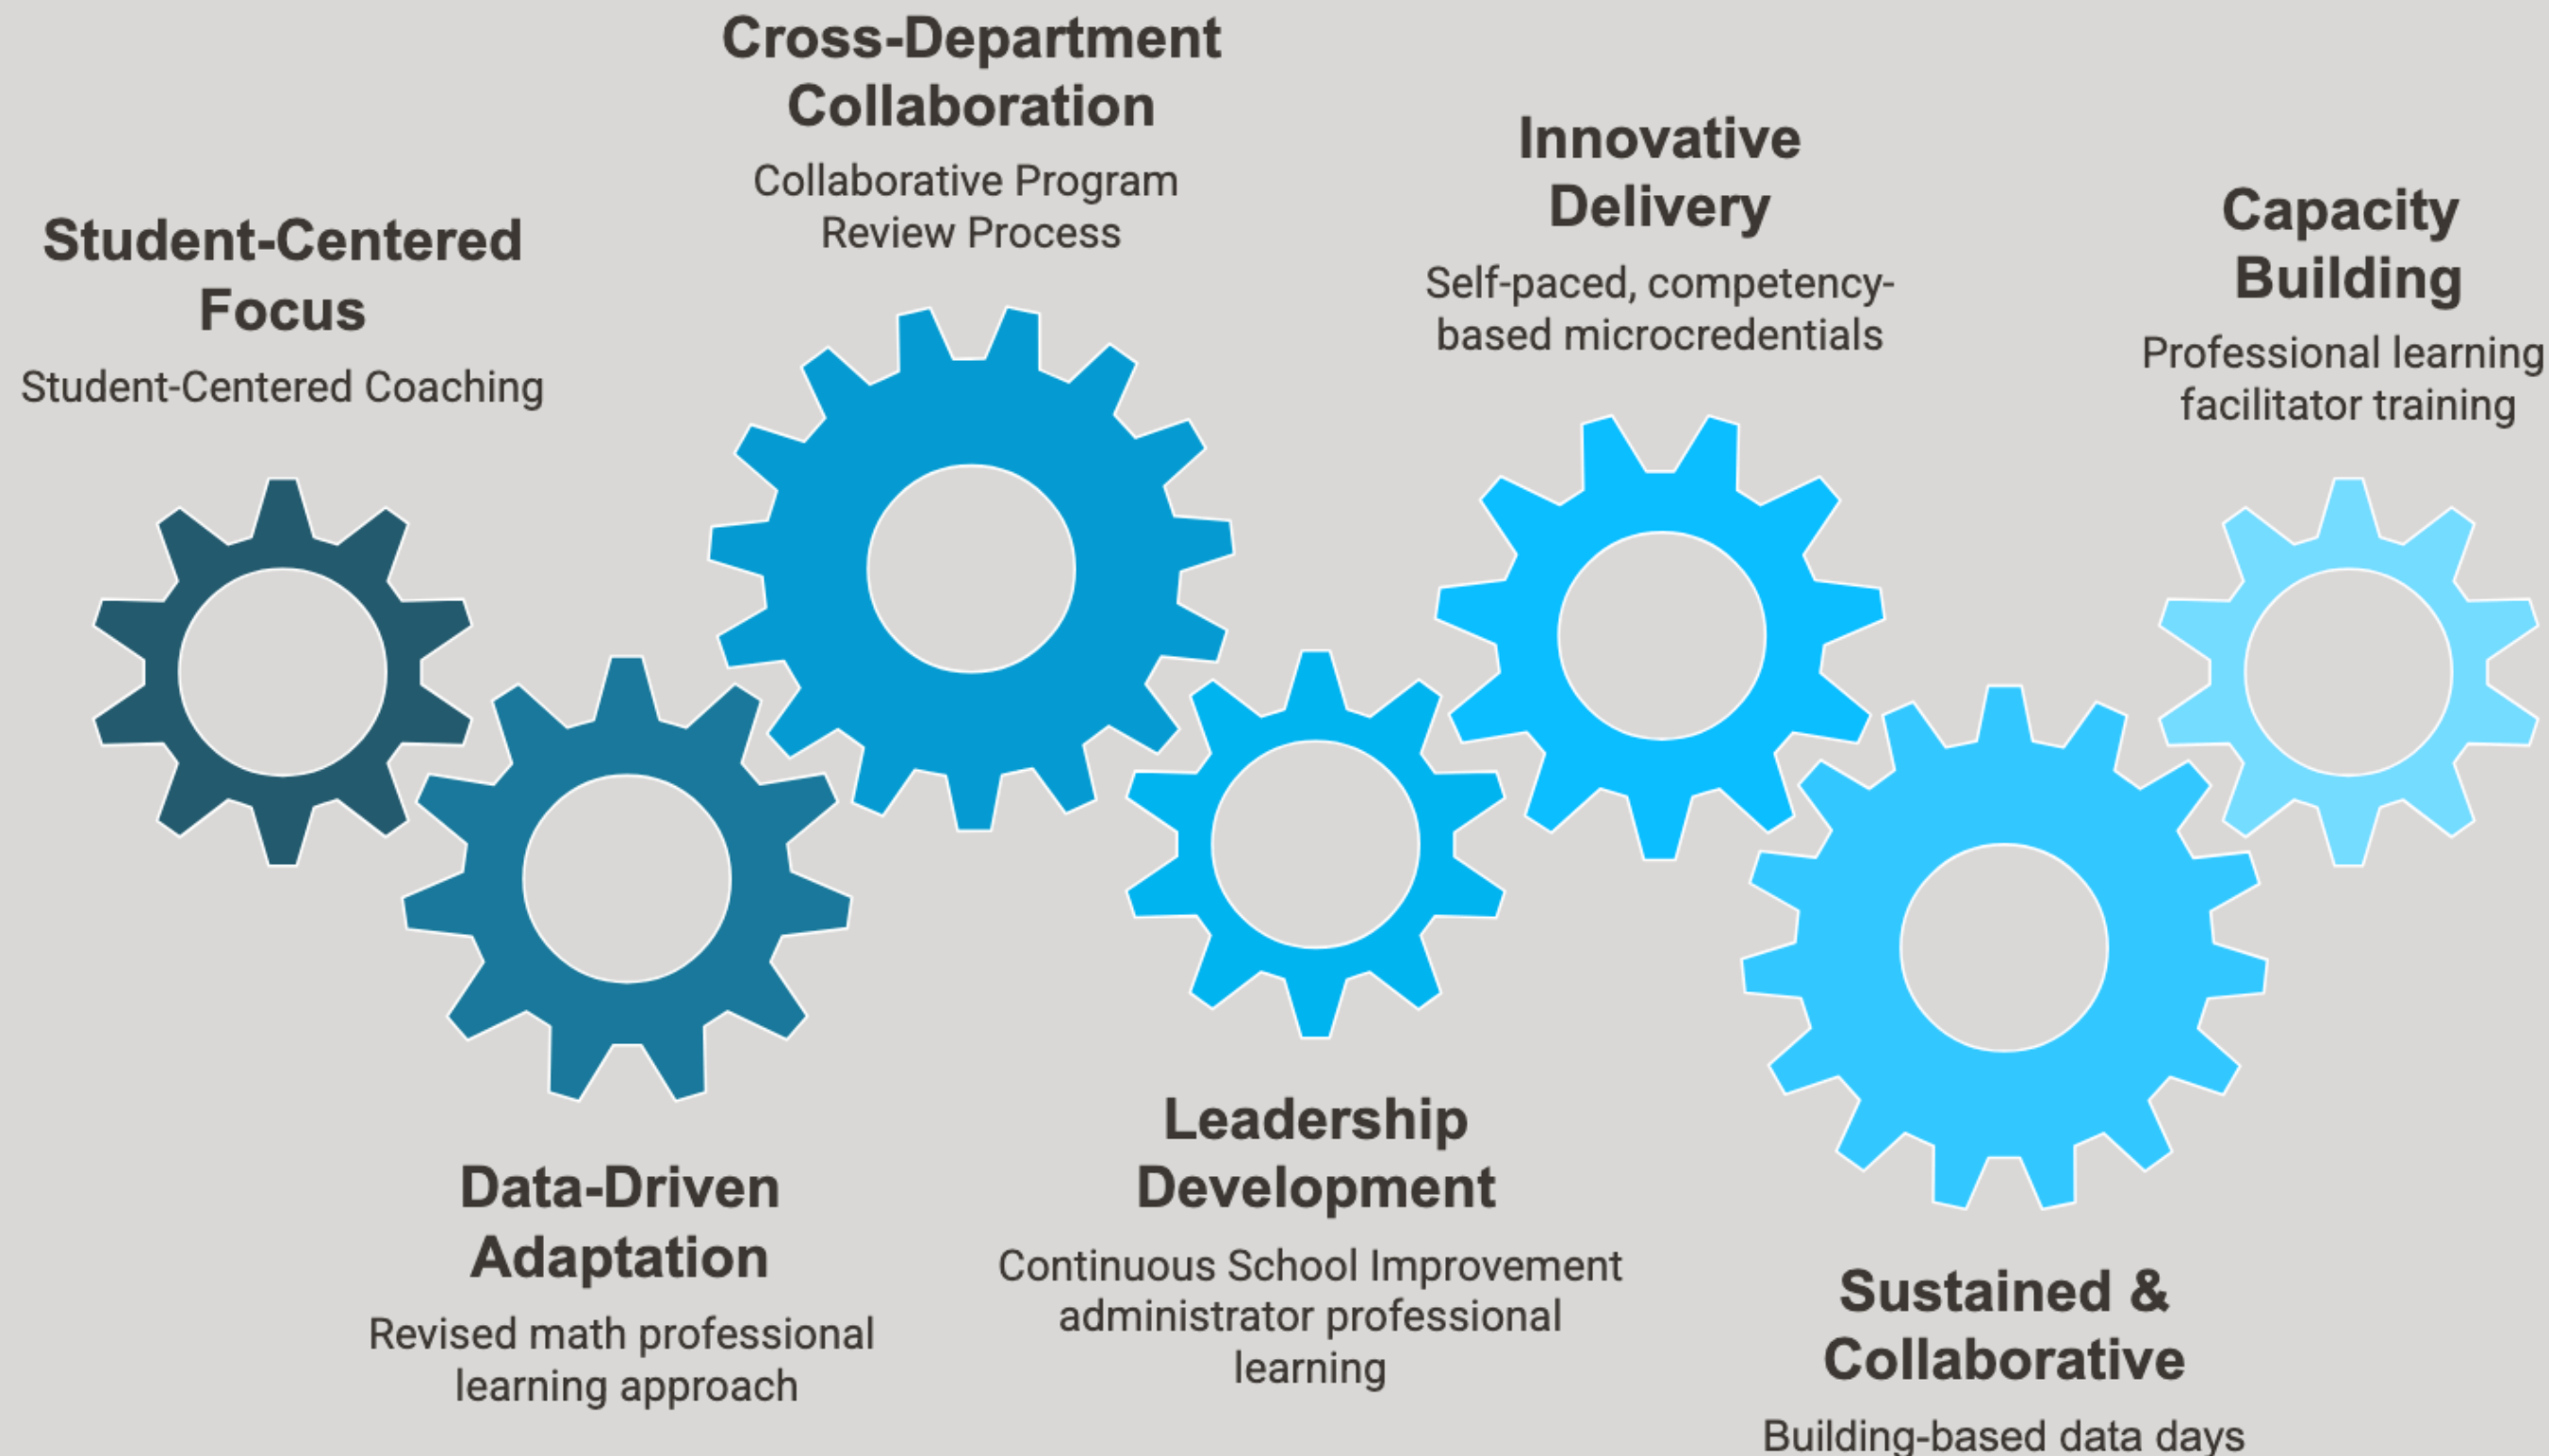 Student-Centered
Focus
Student-Centered Coaching
Data-Driven
Adaptation
Revised math professional
learning approach
Cross-Department
Collaboration
Collaborative Program
Review Process
Leadership
Development
Continuous School Improvement
administrator professional
learning
Innovative
Delivery
Self-paced, competency-
based microcredentials
Sustained &
Collaborative
Building-based data days
Capacity
Building
Professional learning
facilitator training